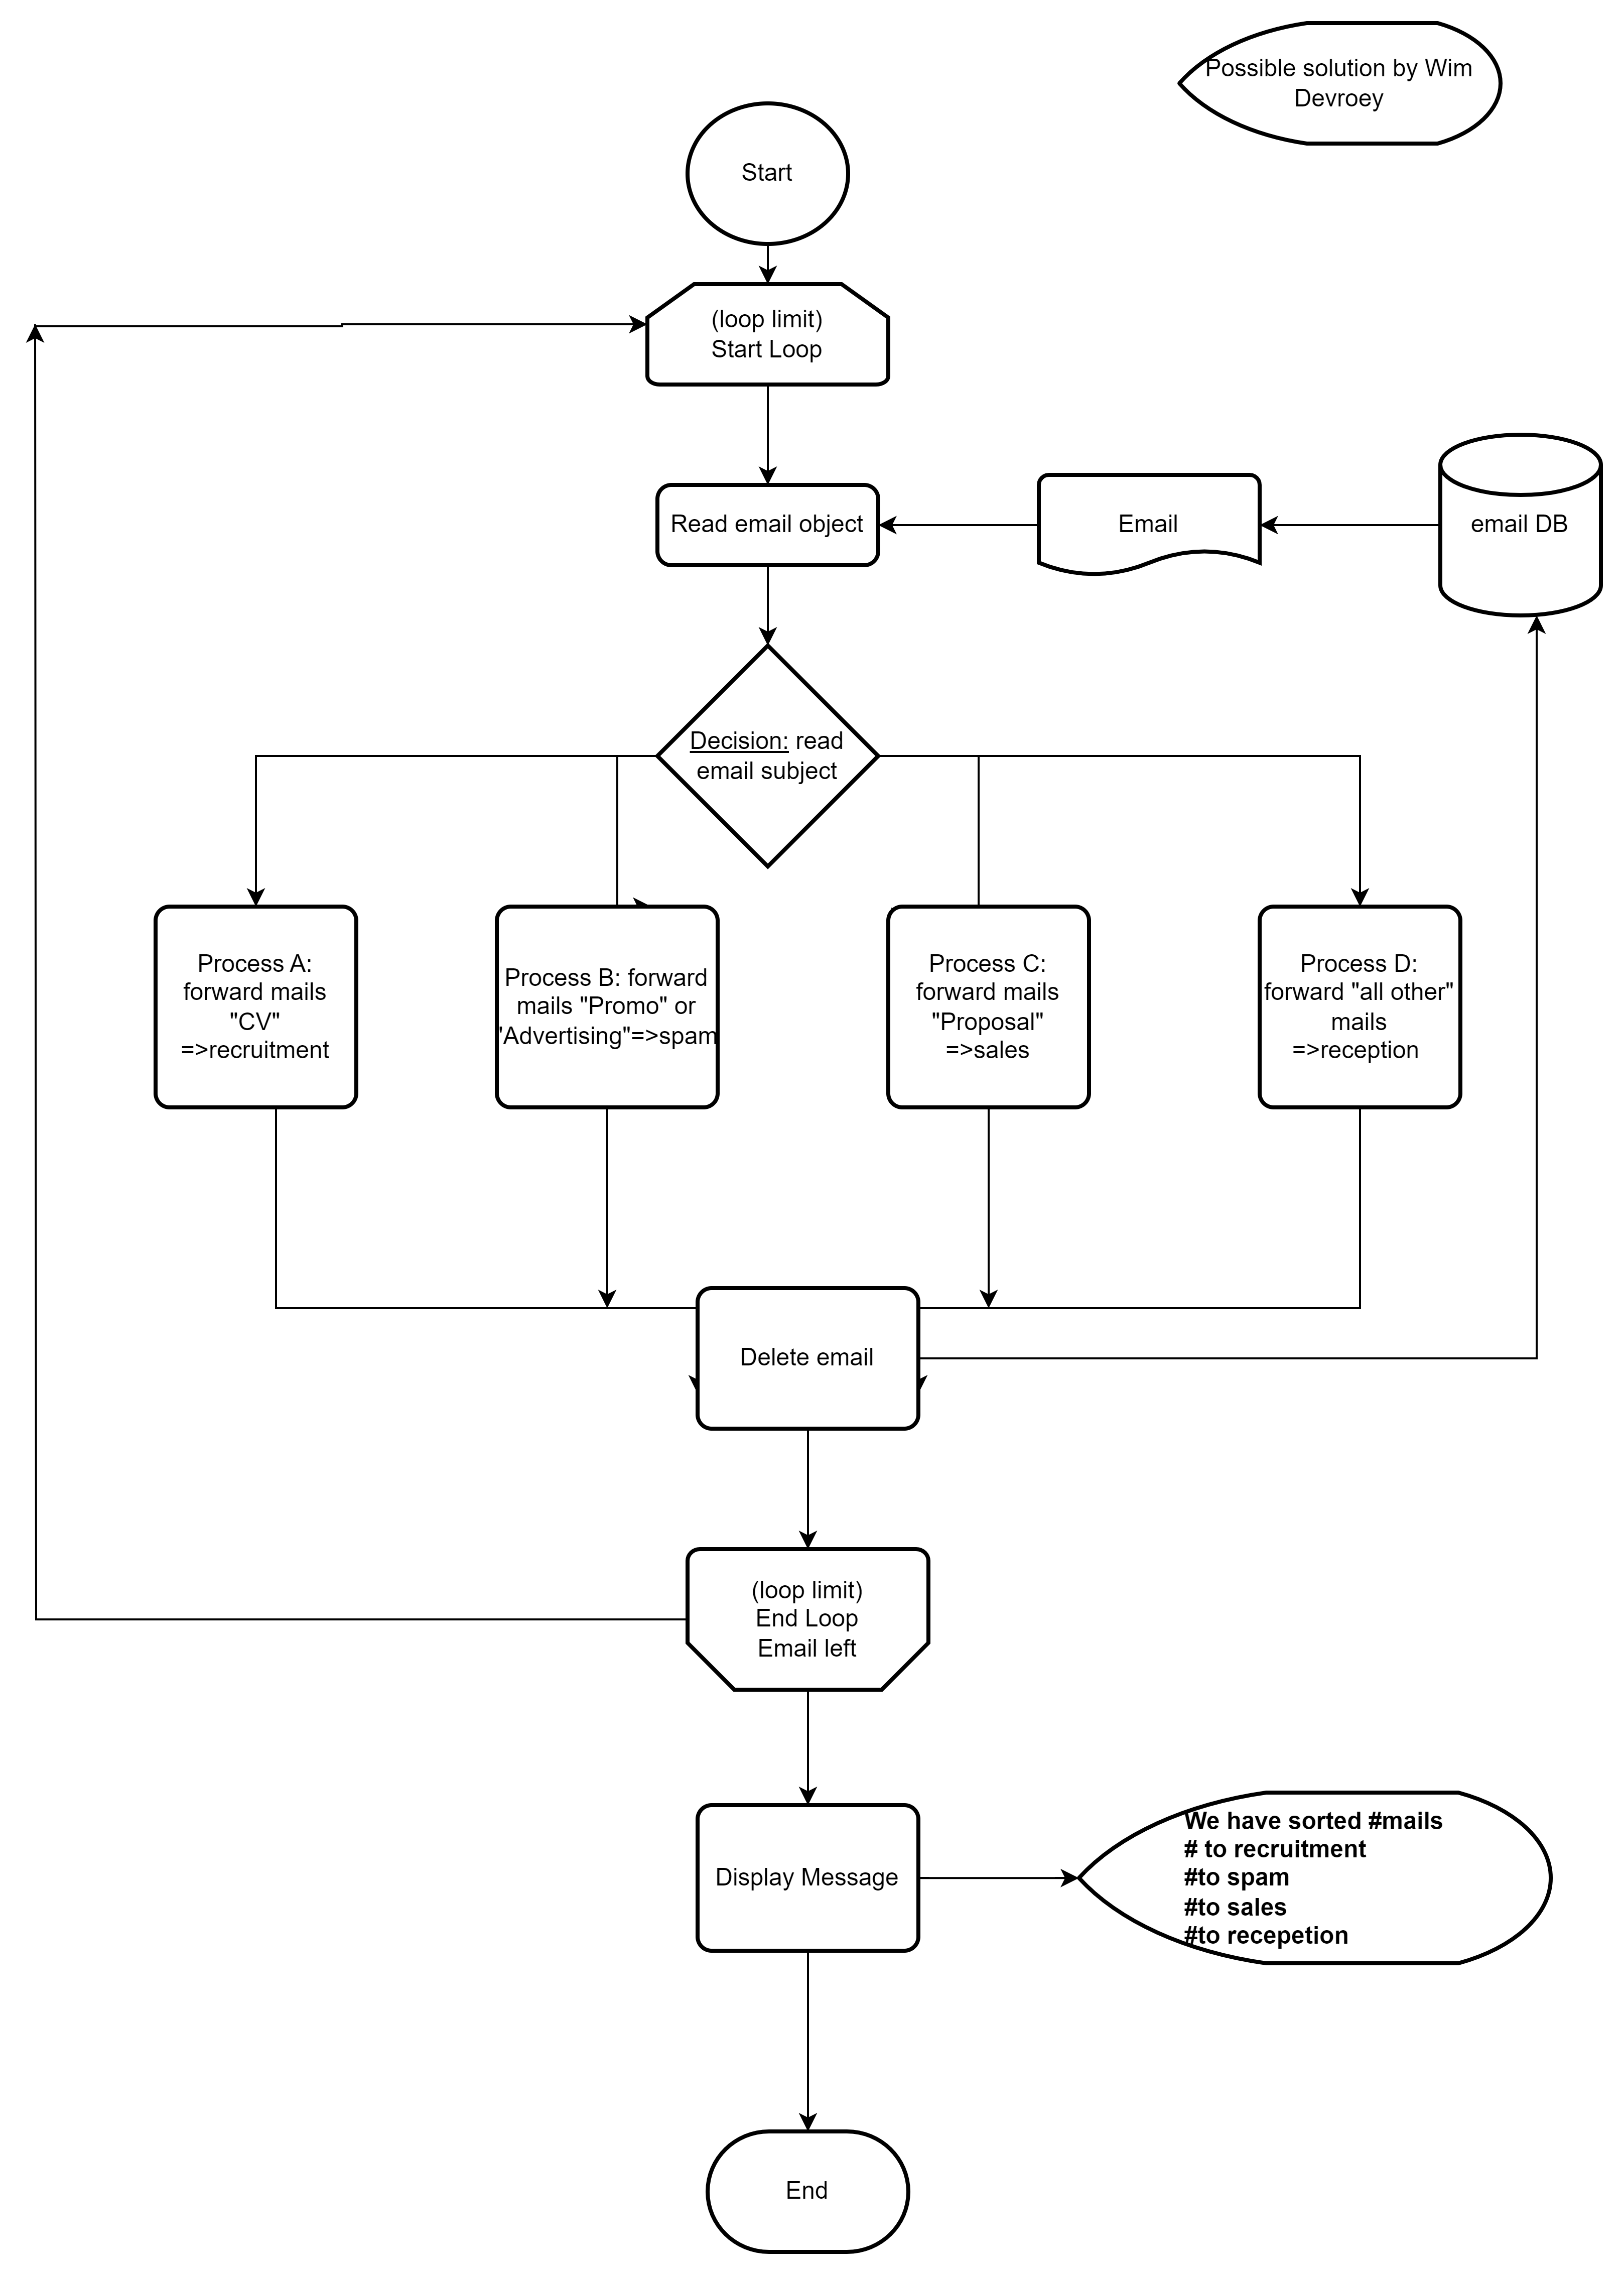 Possible solution by Wim
Devroey
Start
(loop limit)
Start Loop
Read email object
Email
email DB
Decision: read
email subject
Process A:
forward mails
"CV"
=>recruitment
Process B: forward
mails "Promo" or
"Advertising"=>spam
Process C:
forward mails
"Proposal"
=>sales
Process D:
forward "all other"
mails
=>reception
Delete email
(loop limit)
End Loop
Email left
Display Message
We have sorted #mails
# to recruitment
#to spam
#to sales
#to recepetion
End